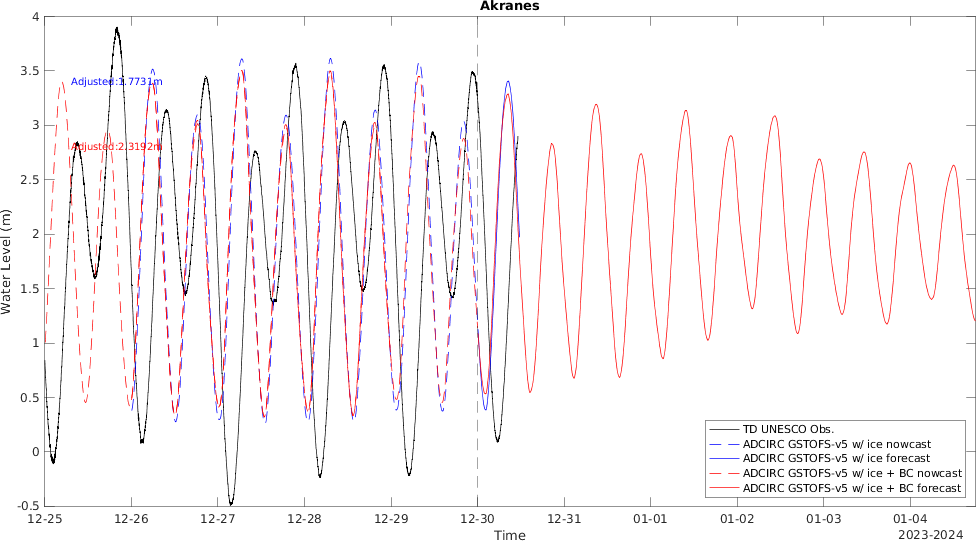 Akranes
Water Level (m)
4
3.5
3
2.5
2
1.5
1
0.5
0
-0.5
Adjusted:1.7731m
Adjusted:2.3192m
TD UNESCO Obs.
ADCIRC GSTOFS-v5 w/ ice nowcast
ADCIRC GSTOFS-v5 w/ ice forecast
ADCIRC GSTOFS-v5 w/ ice + BC nowcast
ADCIRC GSTOFS-v5 w/ ice + BC forecast
12-25 12-26 12-27 12-28 12-29 12-30 12-31 01-01 01-02 01-03 01-04
Time
2023-2024